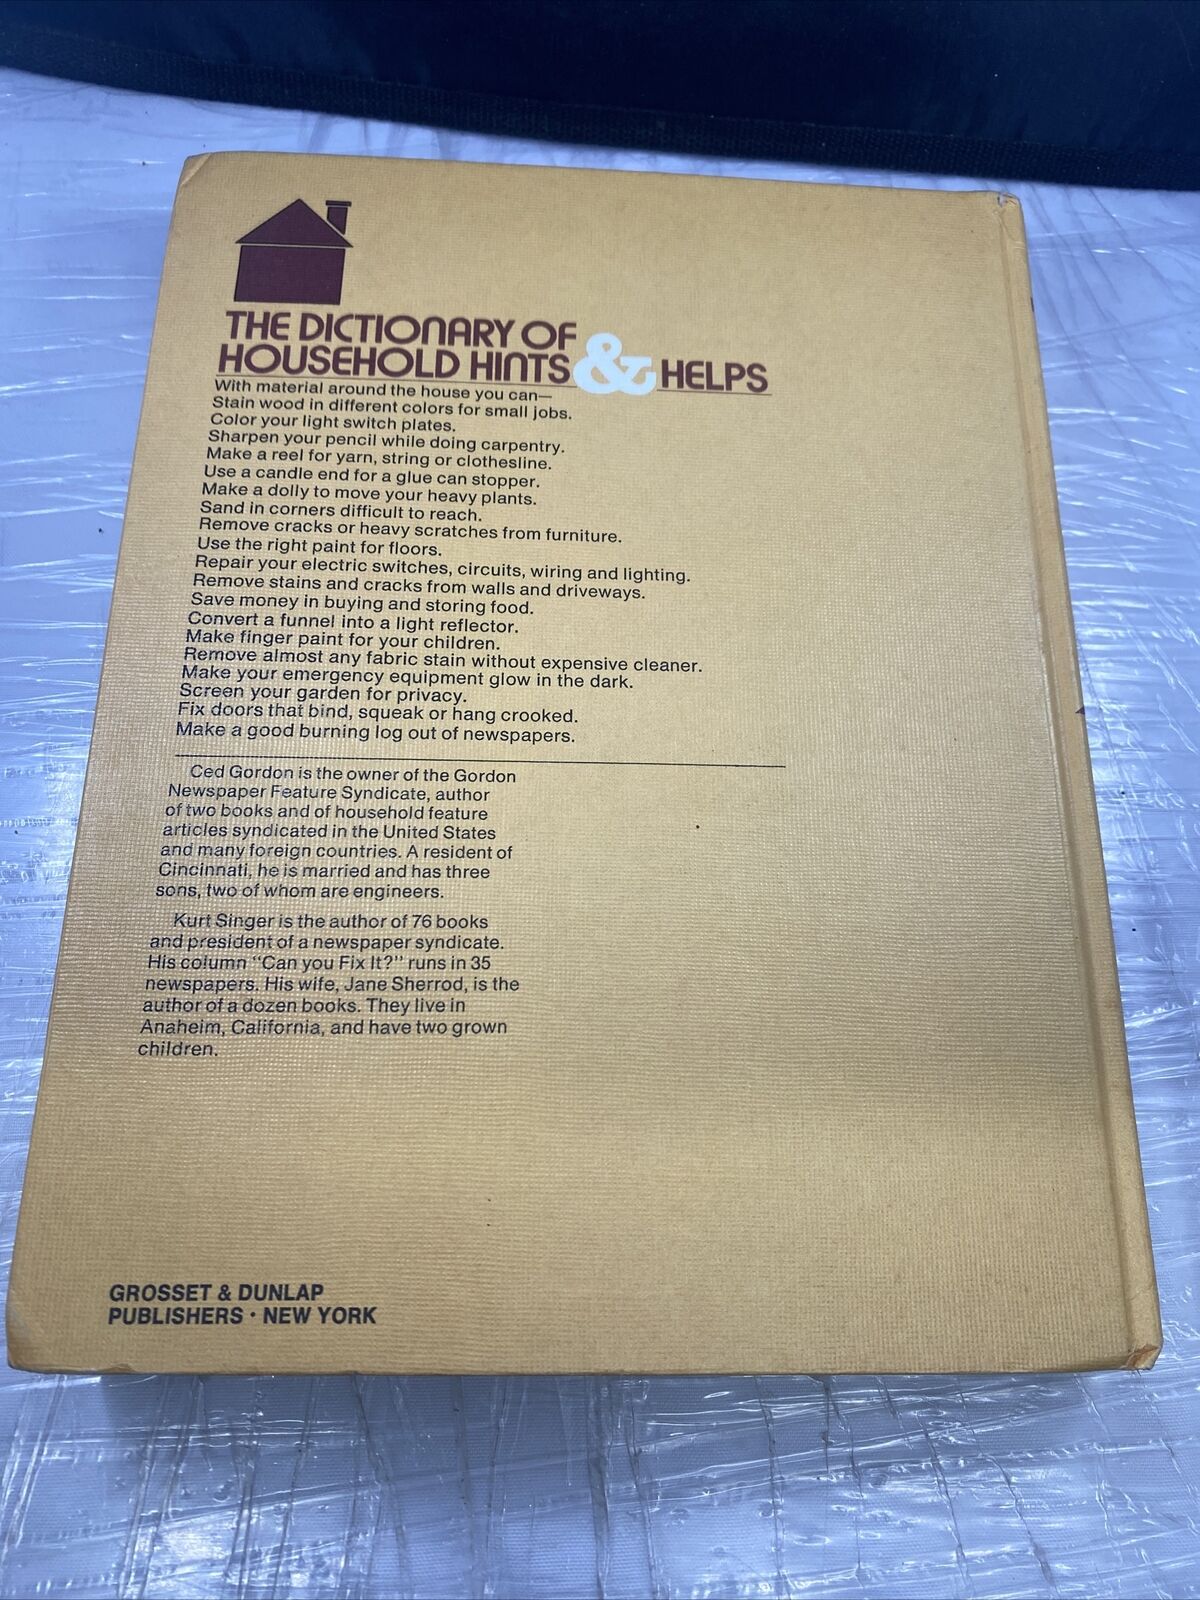 THE DICTIONARY OF
HOUSEHOLD HINTS & HELPS
With material around the house you can—
Stain wood in different colors for small jobs.
Color your light switch plates.
Sharpen your pencil while doing carpentry.
Make a reel for yarn, string or clothesline.
Use a candle end for a glue can stopper.
Make a dolly to move your heavy plants.
Sand in corners difficult to reach.
Remove cracks or heavy scratches from furniture.
Use the right paint for floors.
Repair your electric switches, circuits, wiring and lighting.
Remove stains and cracks from walls and driveways.
Save money in buying and storing food.
Convert a funnel into a light reflector.
Make finger paint for your children.
Remove almost any fabric stain without expensive cleaner.
Make your emergency equipment glow in the dark.
Screen your garden for privacy.
Fix doors that bind, squeak or hang crooked.
Make a good burning log out of newspapers.
Ced Gordon is the owner of the Gordon
Newspaper Feature Syndicate, author
of two books and of household feature
articles syndicated in the United States
and many foreign countries. A resident of
Cincinnati, he is married and has three
sons, two of whom are engineers.
Kurt Singer is the author of 76 books
and president of a newspaper syndicate.
His column "Can you Fix It?" runs in 35
newspapers. His wife, Jane Sherrod, is the
author of a dozen books. They live in
Anaheim, California, and have two grown
children.
GROSSET & DUNLAP
PUBLISHERS · NEW YORK